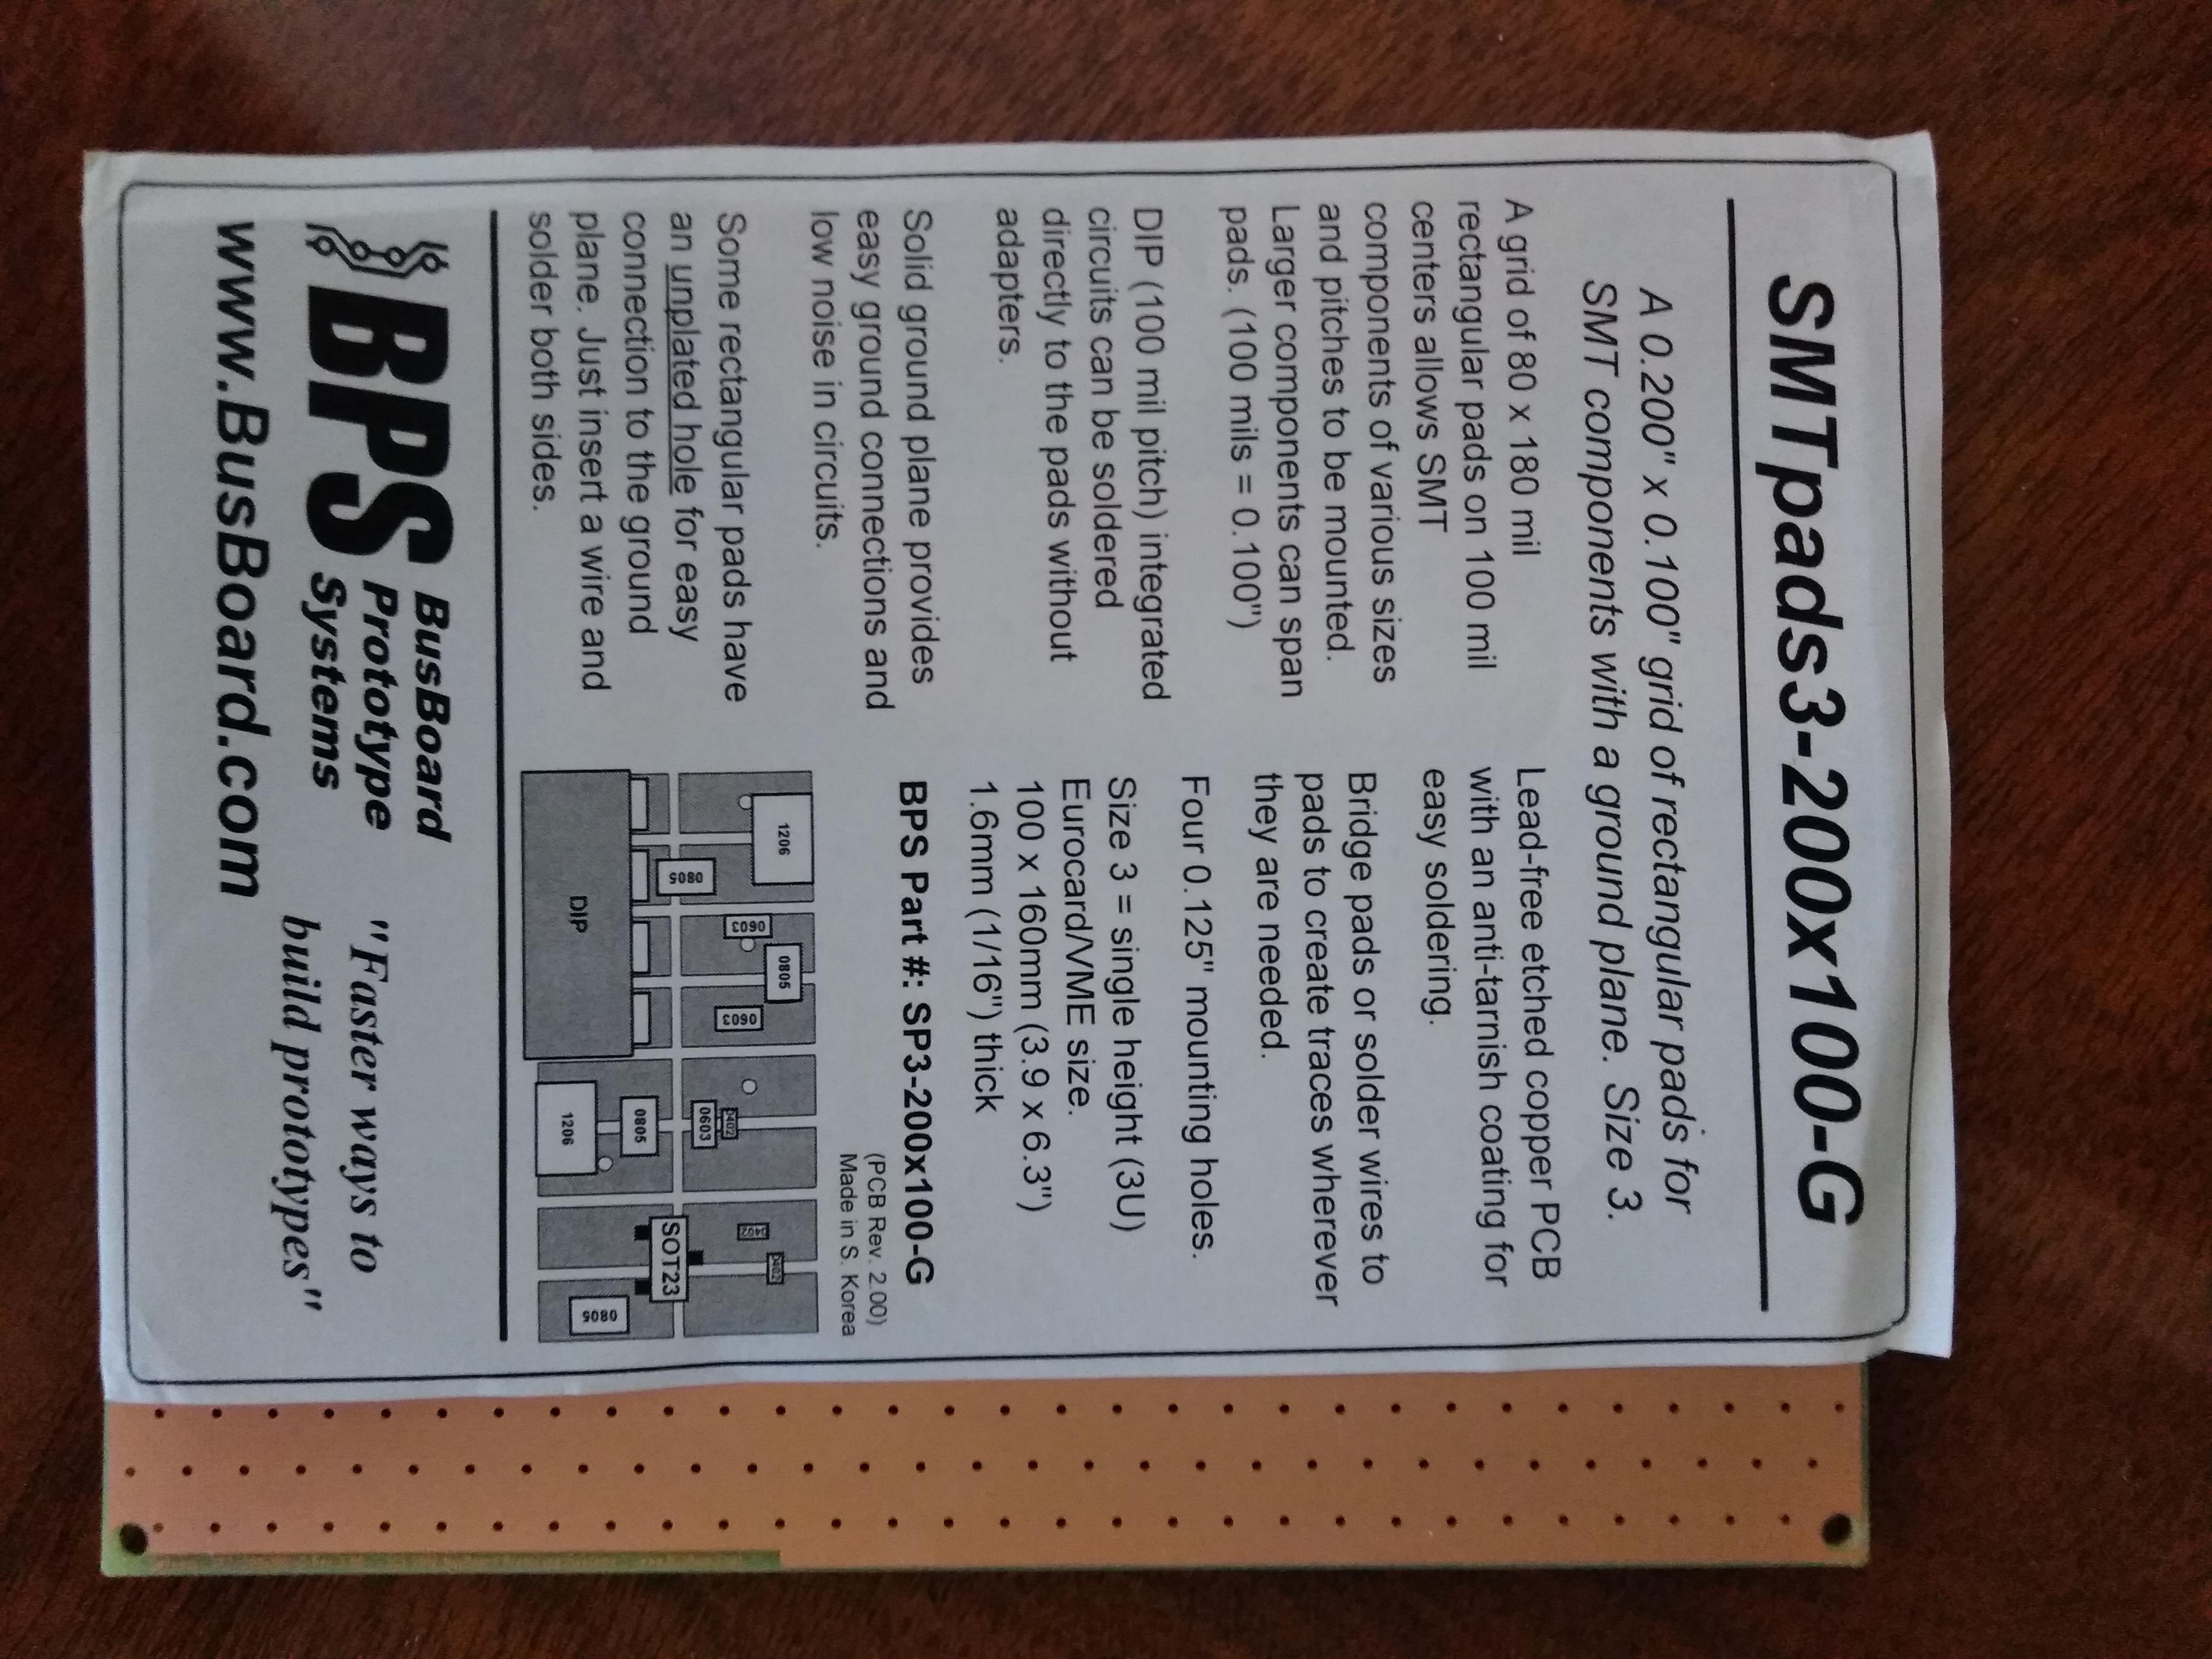 SMTpads3-200x100-G
A 0.200" x 0.100" grid of rectangular pads for
SMT components with a ground plane. Size 3.
A grid of 80 x 180 mil
rectangular pads on 100 mil
centers allows SMT
components of various sizes
and pitches to be mounted.
Larger components can span
pads. (100 mils = 0.100")
DIP (100 mil pitch) integrated
circuits can be soldered
directly to the pads without
adapters.
Solid ground plane provides
easy ground connections and
low noise in circuits.
Some rectangular pads have
an unplated hole for easy
connection to the ground
plane. Just insert a wire and
solder both sides.
Lead-free etched copper PCB
with an anti-tarnish coating for
easy soldering.
Bridge pads or solder wires to
pads to create traces wherever
they are needed.
Four 0.125" mounting holes.
Size 3 = single height (3U)
Eurocard/VME size.
100 x 160mm (3.9 x 6.3")
1.6mm (1/16") thick
BPS Part #: SP3-200x100-G
(PCB Rev. 2.00)
Made in S. Korea
1206
0805
0603
0805
0603
0402
0603
0402
0402
DIP
1206
0805
SOT23
0805
BPS
BusBoard
Prototype
Systems
"Faster ways to
build prototypes"
www.BusBoard.com